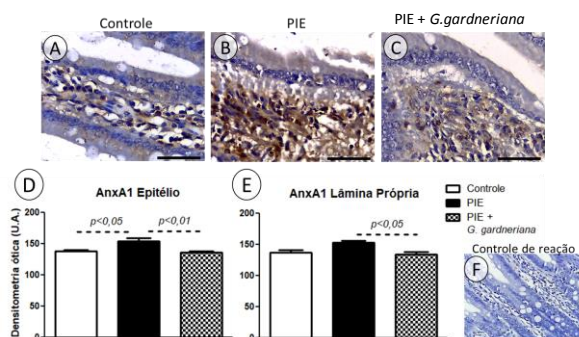 Controle
PIE
PIE + G.gardneriana
A
B
C
D
AnxA1 Epitélio
E
AnxA1 Lâmina Própria
Controle
PIE
PIE +
G. gardneriana
Densitometria ótica (U.A.)
200
150
100
50
0
p<0,05
p<0,01
200
150
100
50
0
p<0,05
Controle de reação
F